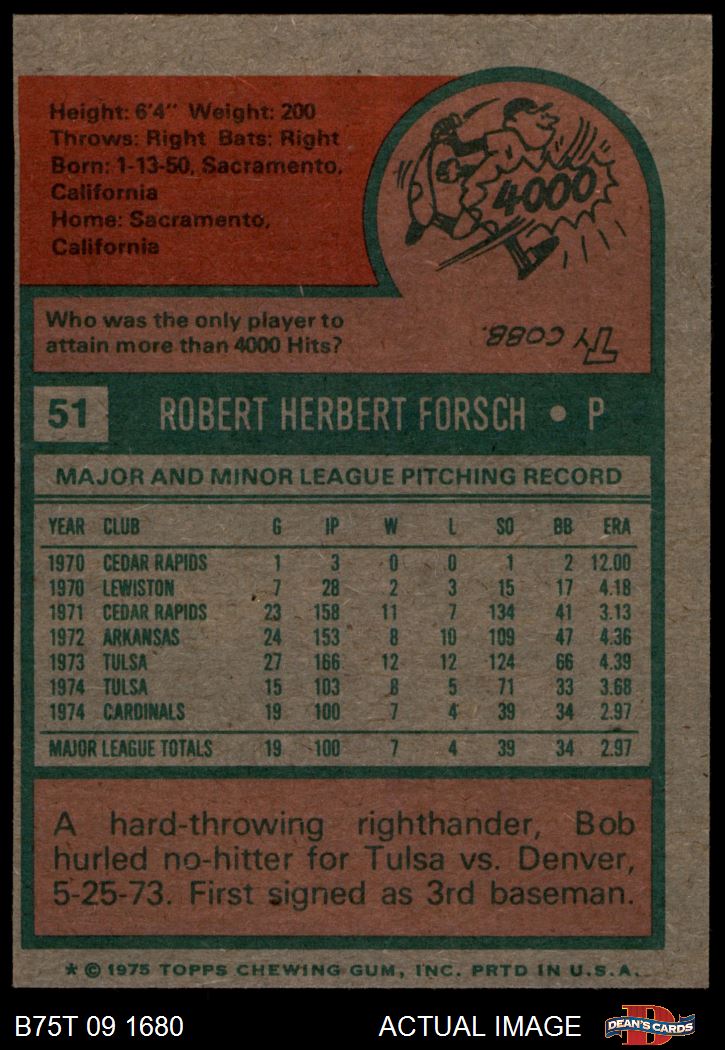 Height: 6'4" Weight: 200
Throws: Right Bats: Right
Born: 1-13-50, Sacramento,
California
Home: Sacramento,
California
4000
Who was the only player to
attain more than 4000 Hits?
TY COBB.
51 ROBERT HERBERT FORSCH • P
MAJOR AND MINOR LEAGUE PITCHING RECORD
YEAR CLUB G IP W L SO BB ERA
1970 CEDAR RAPIDS 1 3 0 0 1 2 12.00
1970 LEWISTON 7 28 2 3 15 17 4.18
1971 CEDAR RAPIDS 23 158 11 7 134 41 3.13
1972 ARKANSAS 24 153 8 10 109 47 4.36
1973 TULSA 27 166 12 12 124 66 4.39
1974 TULSA 15 103 8 5 71 33 3.68
1974 CARDINALS 19 100 7 4 39 34 2.97
MAJOR LEAGUE TOTALS 19 100 7 4 39 34 2.97
A hard-throwing righthander, Bob
hurled no-hitter for Tulsa vs. Denver,
5-25-73. First signed as 3rd baseman.
* © 1975 TOPPS CHEWING GUM, INC. PRTD IN U.S.A.
B75T 09 1680 ACTUAL IMAGE D DEAN'S CARDS